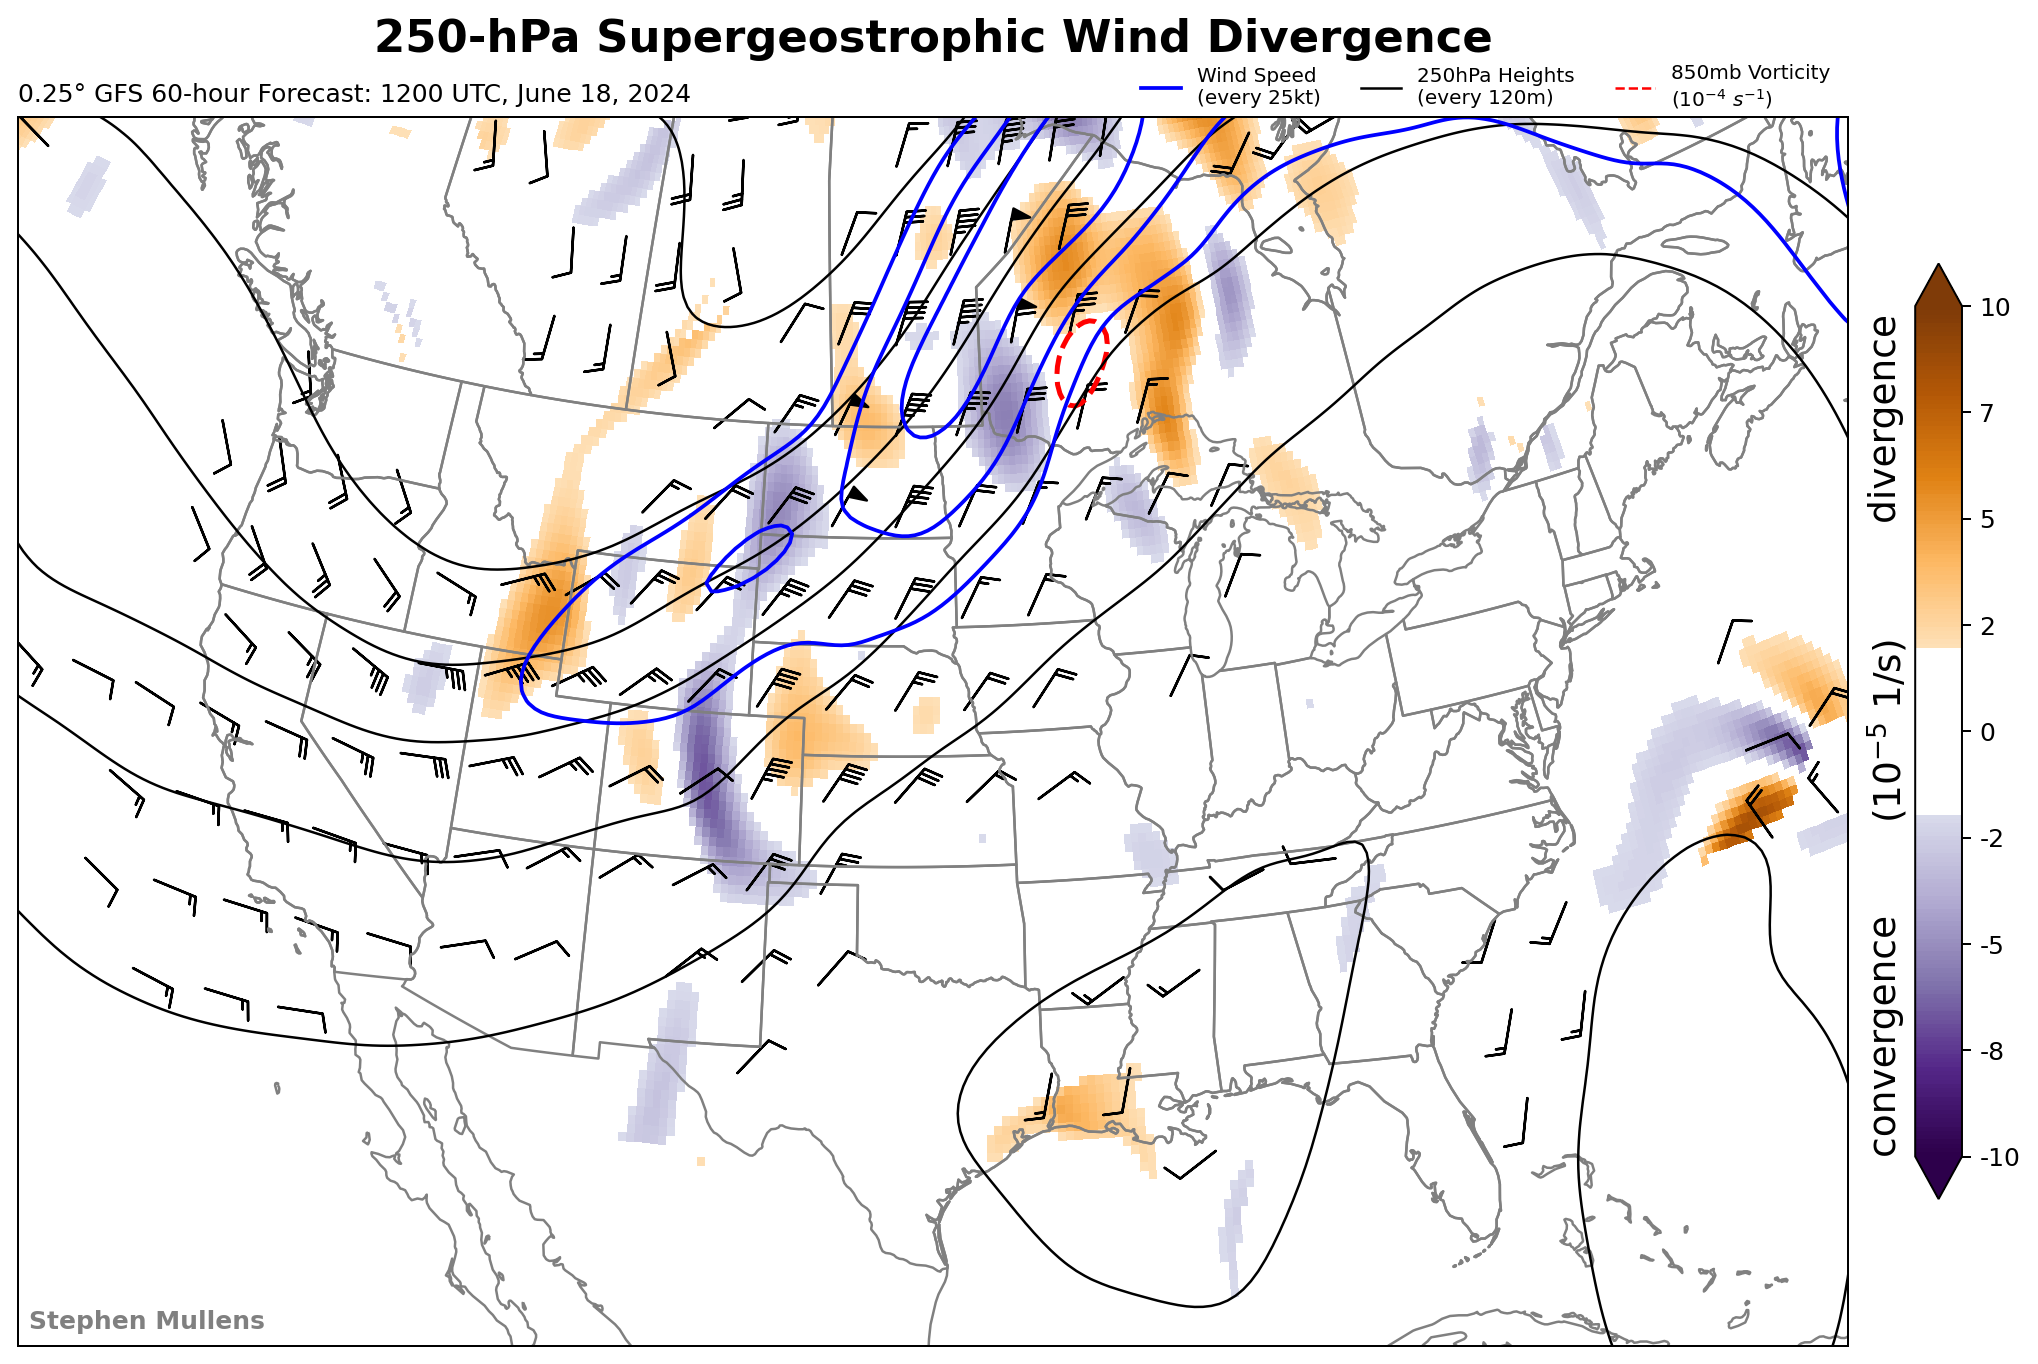 250-hPa Supergeostrophic Wind Divergence
0.25° GFS 60-hour Forecast: 1200 UTC, June 18, 2024
Wind Speed
(every 25kt)
250hPa Heights
(every 120m)
850mb Vorticity
(10⁻⁴ s⁻¹)
10
7
5
2
0
-2
-5
-8
-10
convergence (10⁻⁵ 1/s) divergence
Stephen Mullens